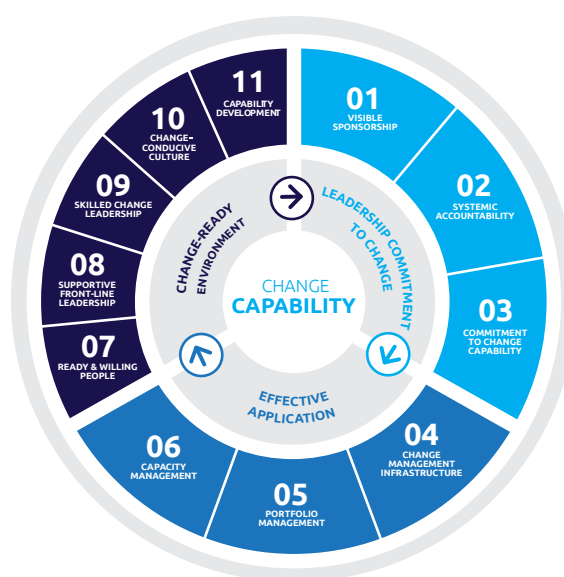 CHANGE
CAPABILITY
LEADERSHIP COMMITMENT
TO CHANGE
EFFECTIVE
APPLICATION
CHANGE-READY
ENVIRONMENT
01
VISIBLE
SPONSORSHIP
02
SYSTEMIC
ACCOUNTABILITY
03
COMMITMENT
TO CHANGE
CAPABILITY
04
CHANGE
MANAGEMENT
INFRASTRUCTURE
05
PORTFOLIO
MANAGEMENT
06
CAPACITY
MANAGEMENT
07
READY & WILLING
PEOPLE
08
SUPPORTIVE
FRONT-LINE
LEADERSHIP
09
SKILLED CHANGE
LEADERSHIP
10
CHANGE-
CONDUCIVE
CULTURE
11
CAPABILITY
DEVELOPMENT